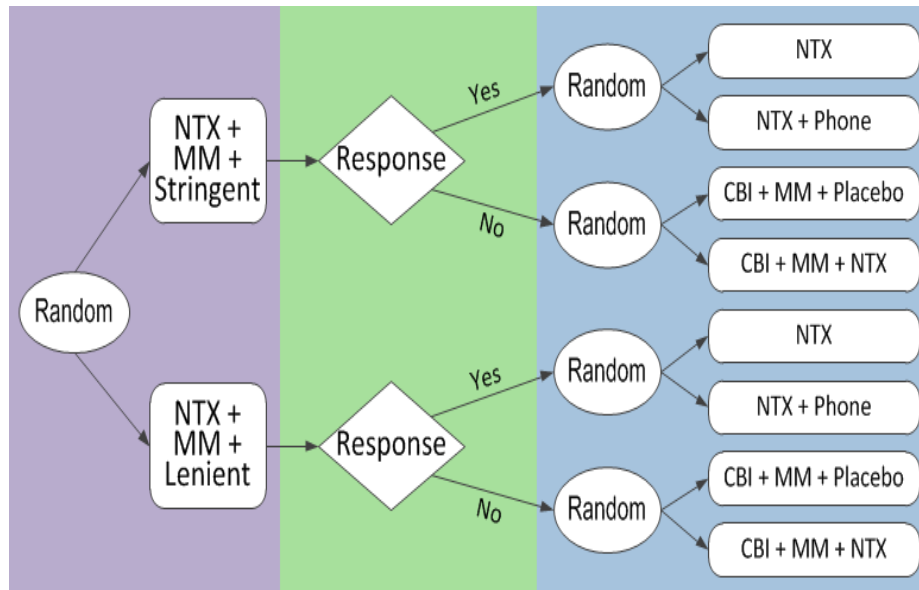 Random
NTX +
MM +
Stringent
Response
Yes
No
Random
NTX
NTX + Phone
Random
CBI + MM + Placebo
CBI + MM + NTX
NTX +
MM +
Lenient
Response
Yes
No
Random
NTX
NTX + Phone
Random
CBI + MM + Placebo
CBI + MM + NTX